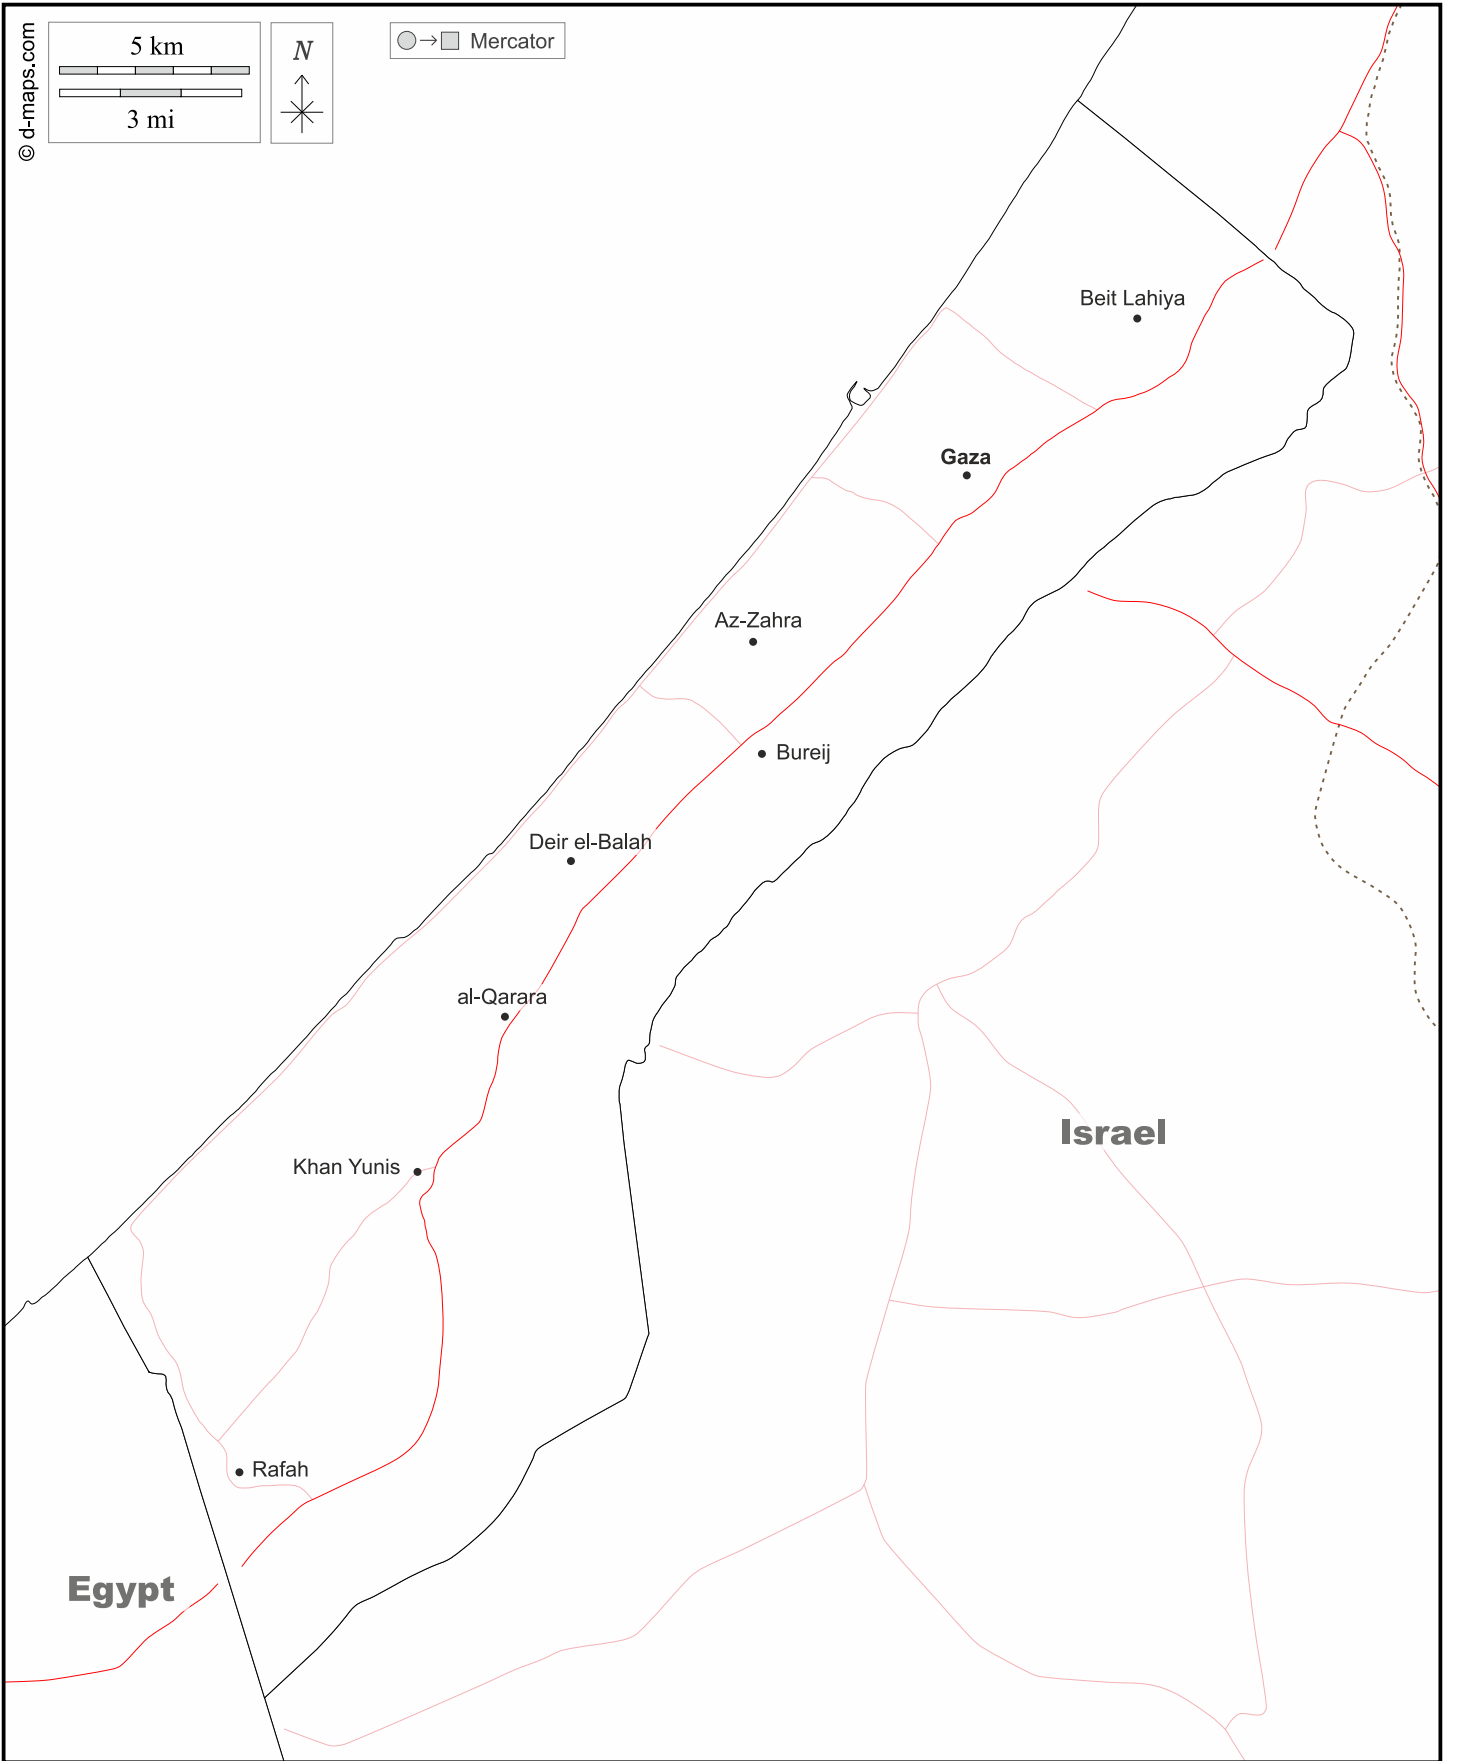 © d-maps.com
5 km
3 mi
N
Mercator
Beit Lahiya
Gaza
Az-Zahra
Bureij
Deir el-Balah
al-Qarara
Israel
Khan Yunis
Rafah
Egypt